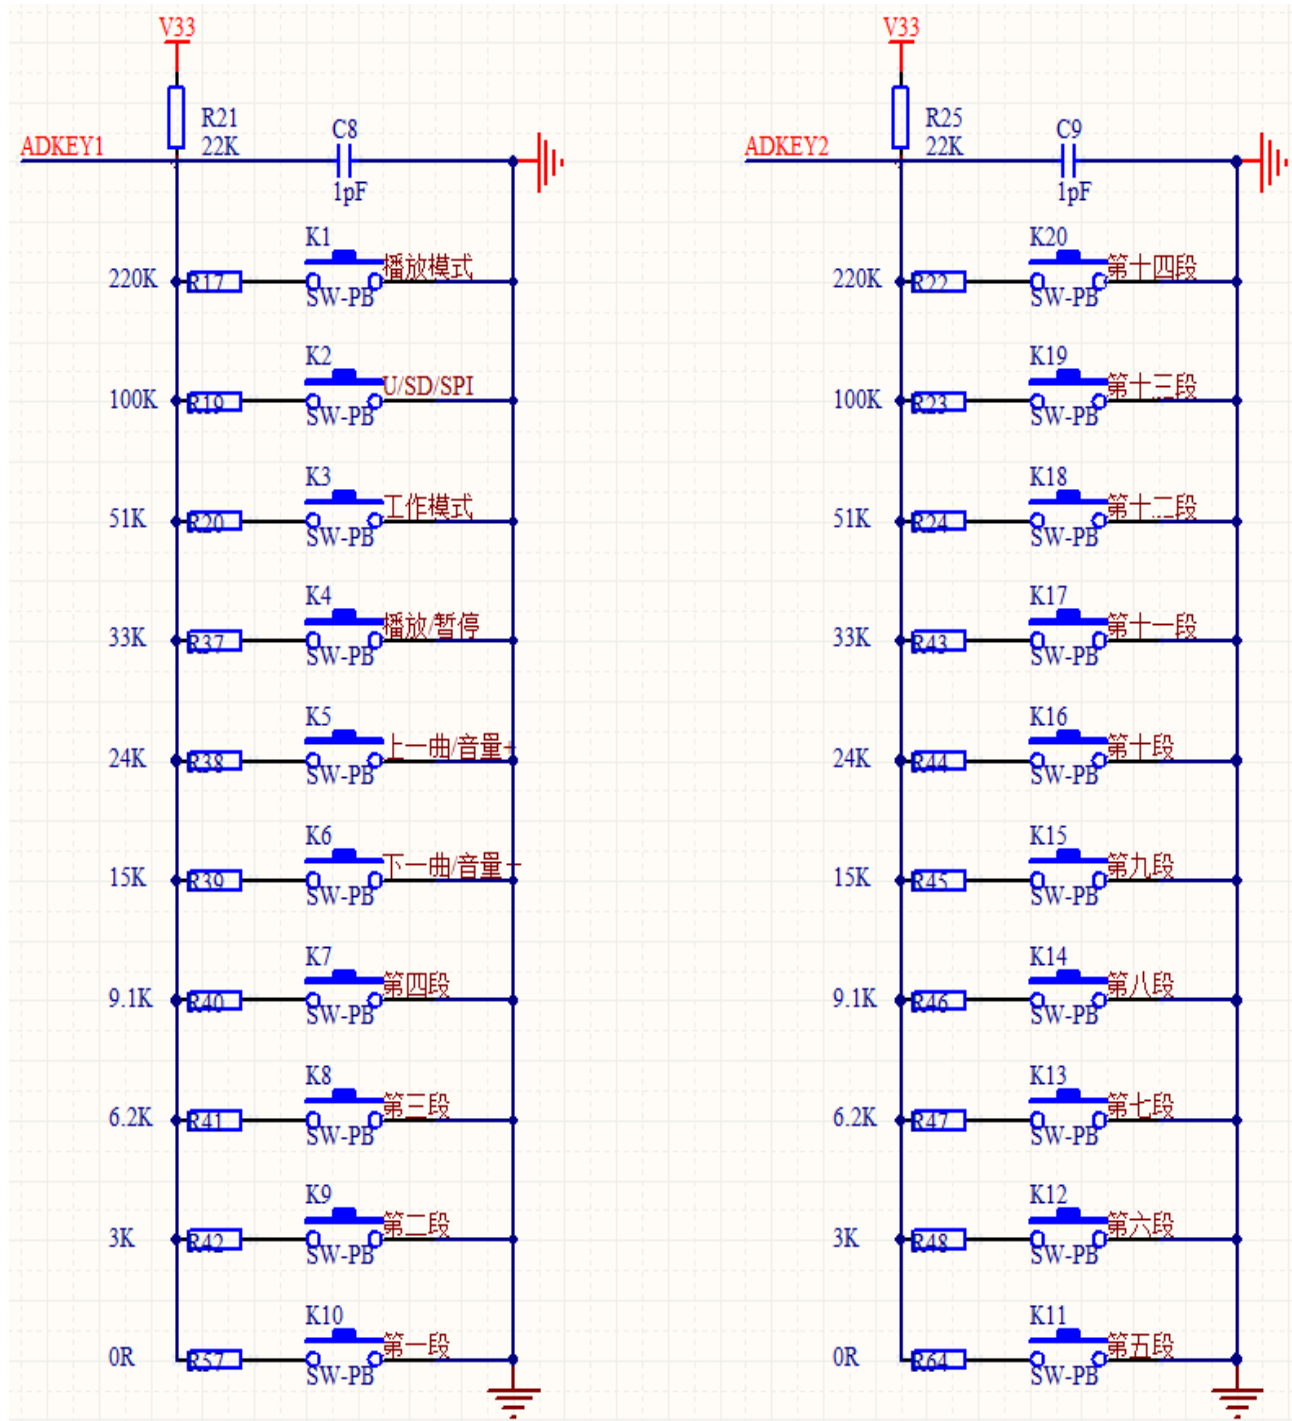 V33
R21
22K
ADKEY1
C8
1pF
K1
播放模式
220K
R17
SW-PB
K2
U/SD/SPI
100K
R19
SW-PB
K3
工作模式
51K
R20
SW-PB
K4
播放/暂停
33K
R37
SW-PB
K5
上一曲/音量+
24K
R38
SW-PB
K6
下一曲/音量-
15K
R39
SW-PB
K7
第四段
9.1K
R40
SW-PB
K8
第三段
6.2K
R41
SW-PB
K9
第二段
3K
R42
SW-PB
K10
第一段
0R
R57
SW-PB
V33
R25
22K
ADKEY2
C9
1pF
K20
第十四段
220K
R22
SW-PB
K19
第十三段
100K
R23
SW-PB
K18
第十二段
51K
R24
SW-PB
K17
第十一段
33K
R43
SW-PB
K16
第十段
24K
R44
SW-PB
K15
第九段
15K
R45
SW-PB
K14
第八段
9.1K
R46
SW-PB
K13
第七段
6.2K
R47
SW-PB
K12
第六段
3K
R48
SW-PB
K11
第五段
0R
R64
SW-PB